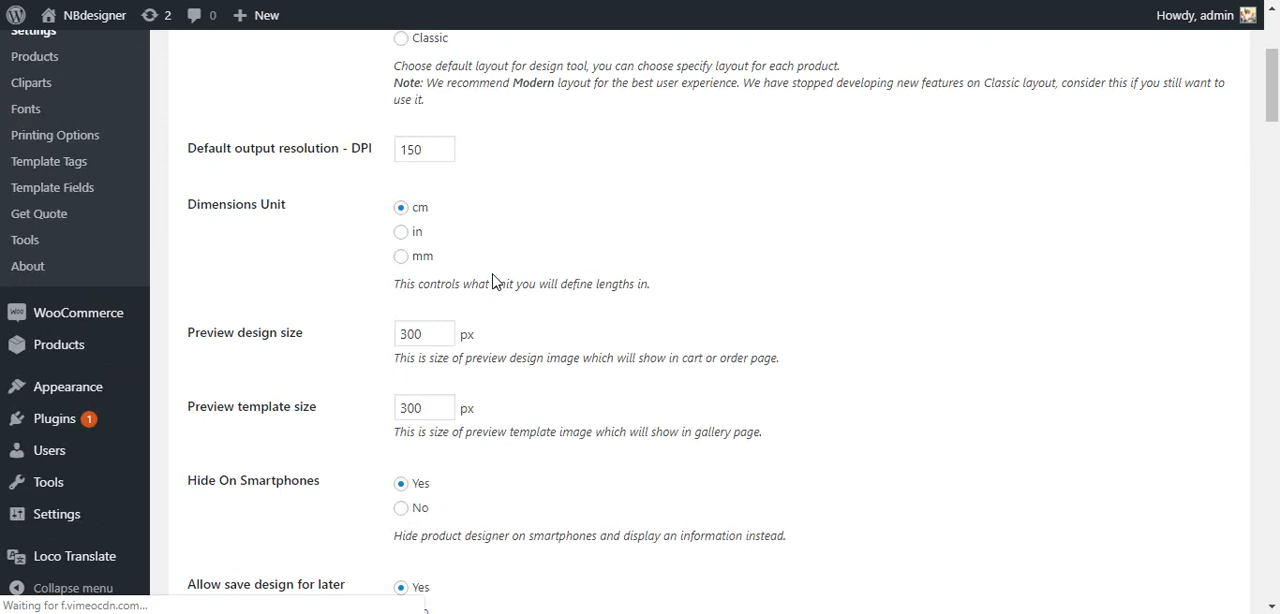 NBdesigner 2 0 New Howdy, admin
Settings
Products
Cliparts
Fonts
Printing Options
Template Tags
Template Fields
Get Quote
Tools
About
WooCommerce
Products
Appearance
Plugins 1
Users
Tools
Settings
Loco Translate
Collapse menu
Waiting for f.vimeocdn.com...
Classic
Choose default layout for design tool, you can choose specify layout for each product.
Note: We recommend Modern layout for the best user experience. We have stopped developing new features on Classic layout, consider this if you still want to
use it.
Default output resolution - DPI 150
Dimensions Unit
cm
in
mm
This controls what unit you will define lengths in.
Preview design size 300 px
This is size of preview design image which will show in cart or order page.
Preview template size 300 px
This is size of preview template image which will show in gallery page.
Hide On Smartphones
Yes
No
Hide product designer on smartphones and display an information instead.
Allow save design for later Yes